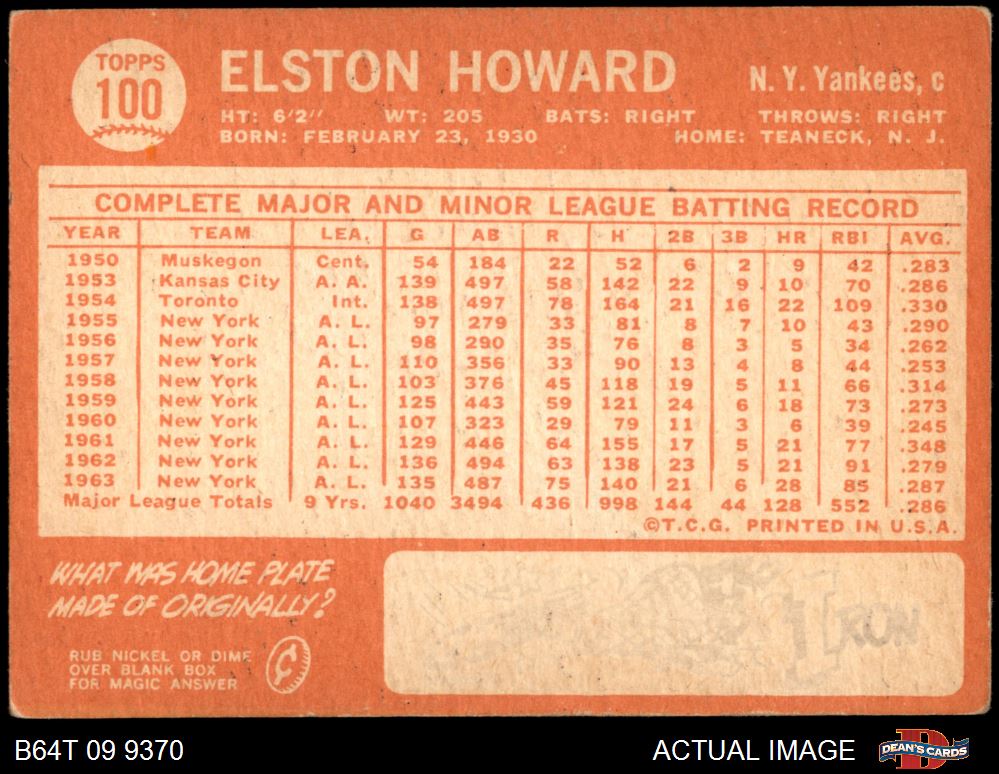 TOPPS
100
ELSTON HOWARD
N. Y. Yankees, c
HT: 6'2" WT: 205 BATS: RIGHT THROWS: RIGHT
BORN: FEBRUARY 23, 1930 HOME: TEANECK, N. J.
COMPLETE MAJOR AND MINOR LEAGUE BATTING RECORD
YEAR TEAM LEA. G AB R H 2B 3B HR RBI AVG.
1950 Muskegon Cent. 54 184 22 52 6 2 9 42 .283
1953 Kansas City A. A. 139 497 58 142 22 9 10 70 .286
1954 Toronto Int. 138 497 78 164 21 16 22 109 .330
1955 New York A. L. 97 279 33 81 8 7 10 43 .290
1956 New York A. L. 98 290 35 76 8 3 5 34 .262
1957 New York A. L. 110 356 33 90 13 4 8 44 .253
1958 New York A. L. 103 376 45 118 19 5 11 66 .314
1959 New York A. L. 125 443 59 121 24 6 18 73 .273
1960 New York A. L. 107 323 29 79 11 3 6 39 .245
1961 New York A. L. 129 446 64 155 17 5 21 77 .348
1962 New York A. L. 136 494 63 138 23 5 21 91 .279
1963 New York A. L. 135 487 75 140 21 6 28 85 .287
Major League Totals 9 Yrs. 1040 3494 436 998 144 44 128 552 .286
©T.C.G. PRINTED IN U.S.A.
WHAT WAS HOME PLATE
MADE OF ORIGINALLY?
RUB NICKEL OR DIME
OVER BLANK BOX
FOR MAGIC ANSWER
IRON
B64T 09 9370
ACTUAL IMAGE
DEAN'S CARDS